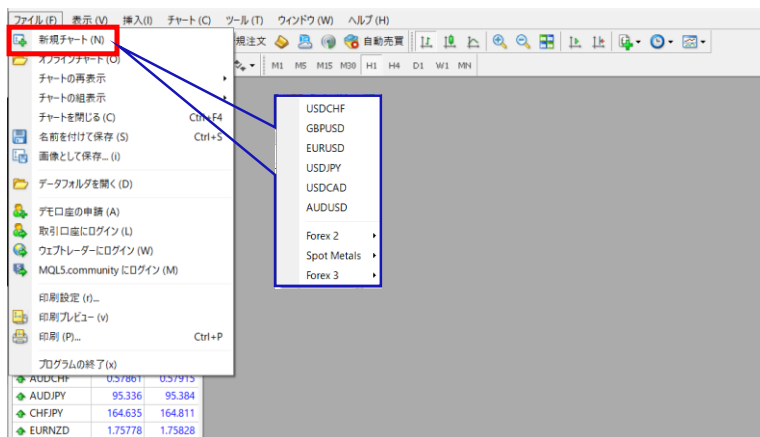 ファイル (F) 表示 (V) 挿入(I) チャート (C) ツール (T) ウィンドウ (W) ヘルプ (H)
規注文 自動売買
M1 M5 M15 M30 H1 H4 D1 W1 MN
新規チャート (N)
オフラインチャート (O)
チャートの再表示
チャートの組表示
チャートを閉じる (C) Ctrl+F4
名前を付けて保存 (S) Ctrl+S
画像として保存... (i)
データフォルダを開く (D)
デモ口座の申請 (A)
取引口座にログイン (L)
ウェブトレーダーにログイン (W)
MQL5.community にログイン (M)
印刷設定 (r)...
印刷プレビュー (v)
印刷 (P)... Ctrl+P
プログラムの終了(x)
USDCHF
GBPUSD
EURUSD
USDJPY
USDCAD
AUDUSD
Forex 2
Spot Metals
Forex 3
AUDCHF 0.57861 0.57915
AUDJPY 95.336 95.384
CHFJPY 164.635 164.811
EURNZD 1.75778 1.75828